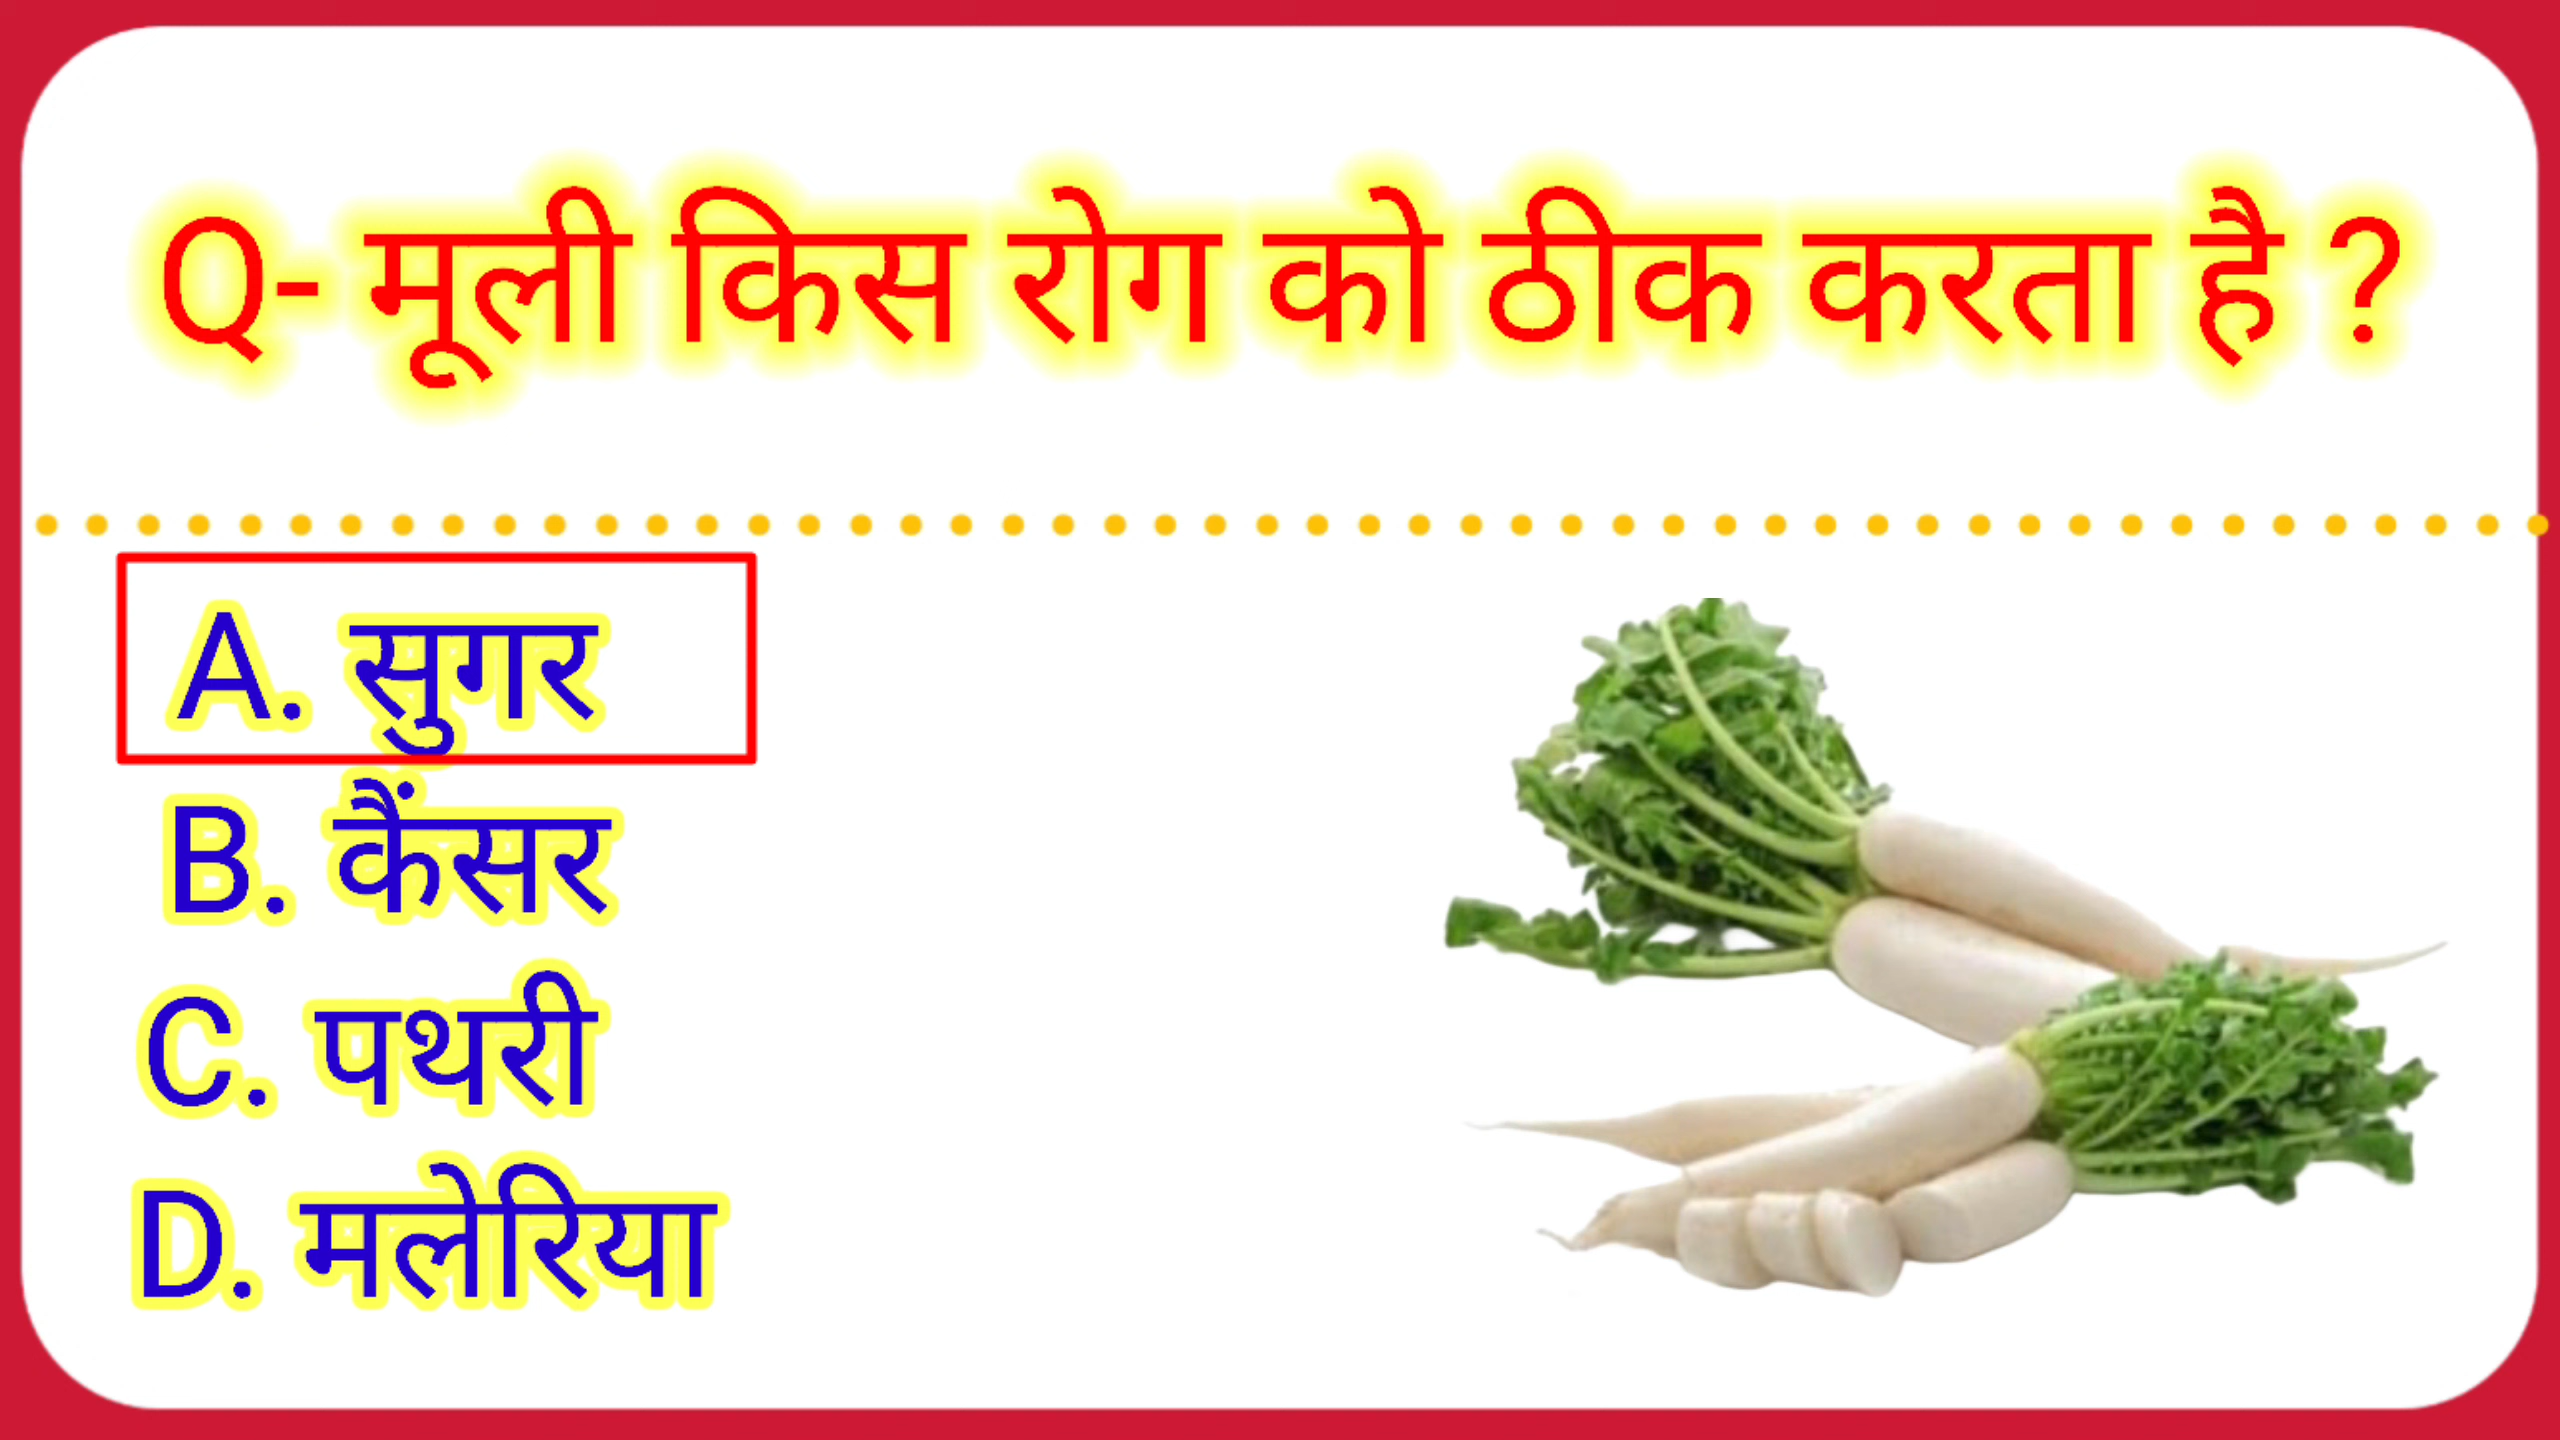 Q- मूली किस रोग को ठीक करता है ?
A. सुगर
B. कैंसर
C. पथरी
D. मलेरिया